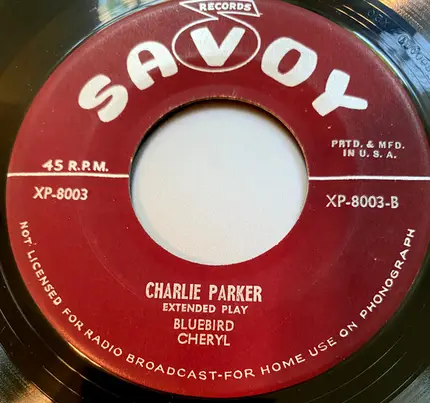 RECORDS
SAVOY
PRTD. & MFD.
IN U.S.A.
45 R.P.M.
XP-8003
XP-8003-B
CHARLIE PARKER
EXTENDED PLAY
BLUEBIRD
CHERYL
NOT LICENSED FOR RADIO BROADCAST-FOR HOME USE ON PHONOGRAPH